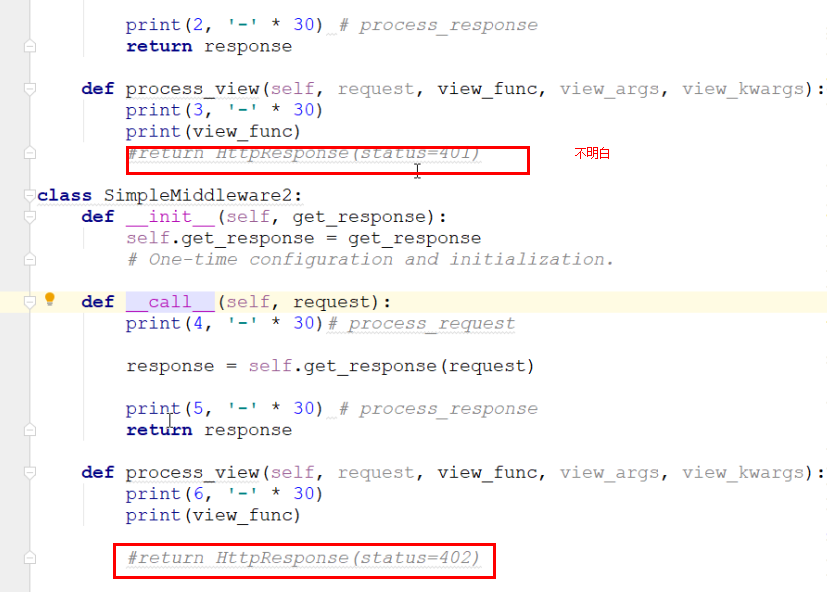 print(2, '-' * 30) # process_response
return response
def process_view(self, request, view_func, view_args, view_kwargs):
print(3, '-' * 30)
print(view_func)
#return HttpResponse(status=401)
不明白
class SimpleMiddleware2:
def __init__(self, get_response):
self.get_response = get_response
# One-time configuration and initialization.
def __call__(self, request):
print(4, '-' * 30)# process_request
response = self.get_response(request)
print(5, '-' * 30) # process_response
return response
def process_view(self, request, view_func, view_args, view_kwargs):
print(6, '-' * 30)
print(view_func)
#return HttpResponse(status=402)